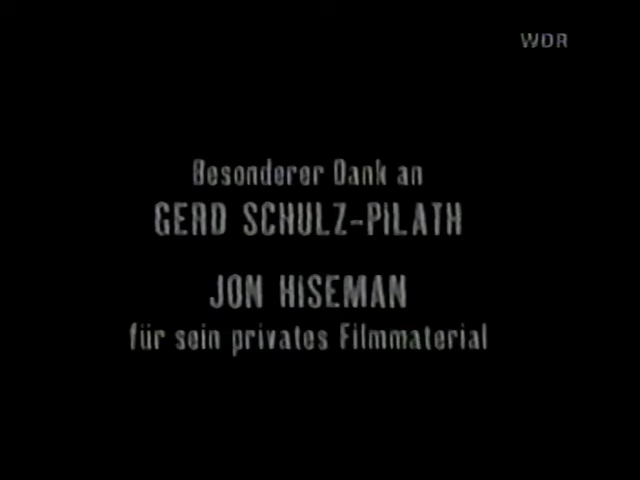 WDR
Besonderer Dank an
GERD SCHULZ-PiLATH
JON HiSEMAN
für sein privates Filmmaterial